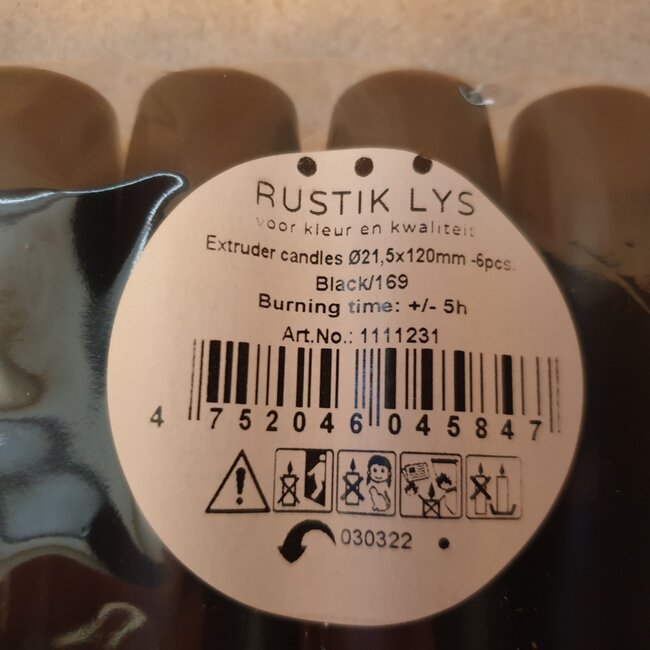 RUSTIK LYS
voor kleur en kwaliteit
Extruder candles Ø21,5x120mm -6pcs.
Black/169
Burning time: +/- 5h
Art.No.: 1111231
4 752046 045847
030322